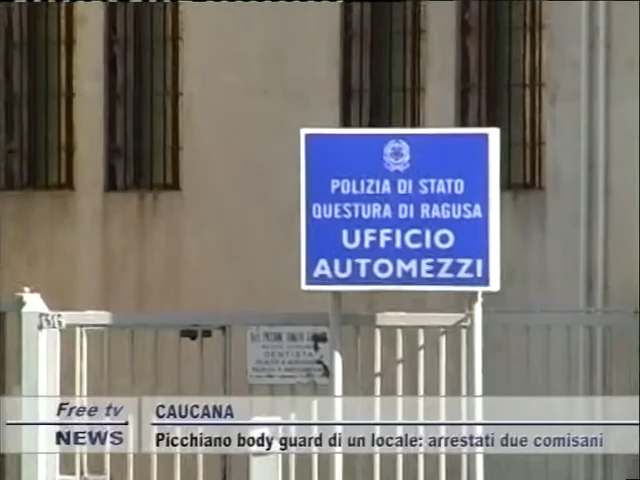 POLIZIA DI STATO
QUESTURA DI RAGUSA
UFFICIO
AUTOMEZZI
DENTISTA
Free tv
NEWS
CAUCANA
Picchiano body guard di un locale: arrestati due comisani